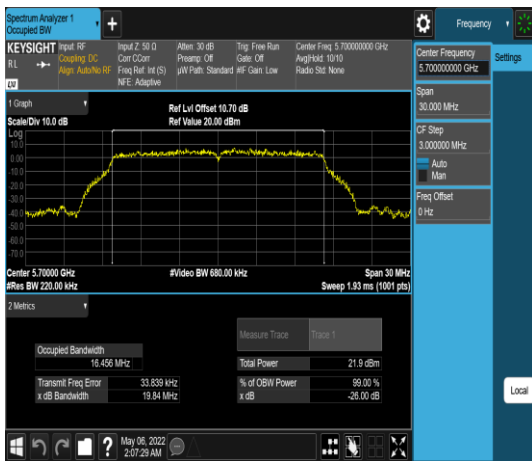 Spectrum Analyzer 1
Occupied BW
Frequency
KEYSIGHT
Input: RF
Input Z: 50 Ω
Atten: 30 dB
Trig: Free Run
Center Freq: 5.700000000 GHz
RL
Coupling: DC
Corr CCorr
Preamp: Off
Gate: Off
Avg|Hold: 10/10
Align: Auto/No RF
Freq Ref: Int (S)
µW Path: Standard
#IF Gain: Low
Radio Std: None
NFE: Adaptive
LXI
Center Frequency
5.700000000 GHz
Settings
Span
30.000 MHz
CF Step
3.000000 MHz
Auto
Man
Freq Offset
0 Hz
Local
1 Graph
Ref Lvl Offset 10.70 dB
Scale/Div 10.0 dB
Ref Value 20.00 dBm
Log
10.0
0.00
-10.0
-20.0
-30.0
-40.0
-50.0
-60.0
-70.0
Center 5.70000 GHz
#Video BW 680.00 kHz
Span 30 MHz
#Res BW 220.00 kHz
Sweep 1.93 ms (1001 pts)
2 Metrics
Measure Trace
Trace 1
Occupied Bandwidth
16.456 MHz
Total Power
21.9 dBm
Transmit Freq Error
33.839 kHz
% of OBW Power
99.00 %
x dB Bandwidth
19.84 MHz
x dB
-26.00 dB
?
May 06, 2022
2:07:29 AM